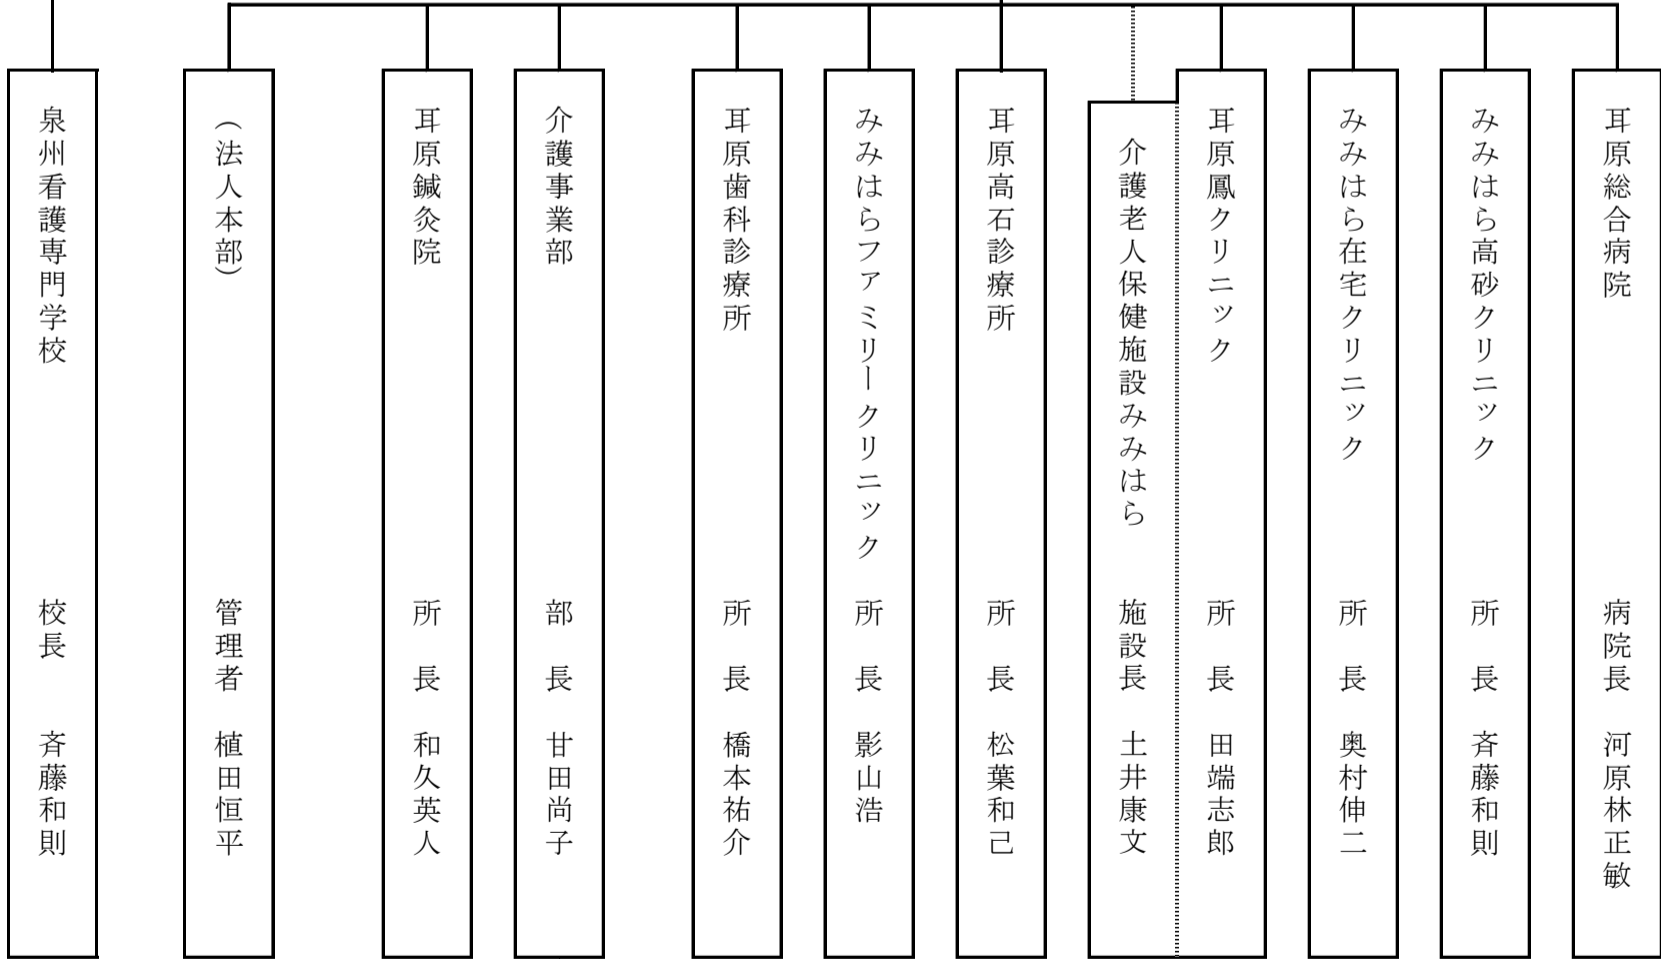 耳原総合病院 病院長 河原林正敏
みみはら高砂クリニック 所長 斉藤和則
みみはら在宅クリニック 所長 奥村伸二
耳原鳳クリニック 所長 田端志郎
介護老人保健施設みみはら 施設長 土井康文
耳原高石診療所 所長 松葉和己
みみはらファミリークリニック 所長 影山浩
耳原歯科診療所 所長 橋本祐介
介護事業部 部長 甘田尚子
耳原鍼灸院 所長 和久英人
（法人本部） 管理者 植田恒平
泉州看護専門学校 校長 斉藤和則